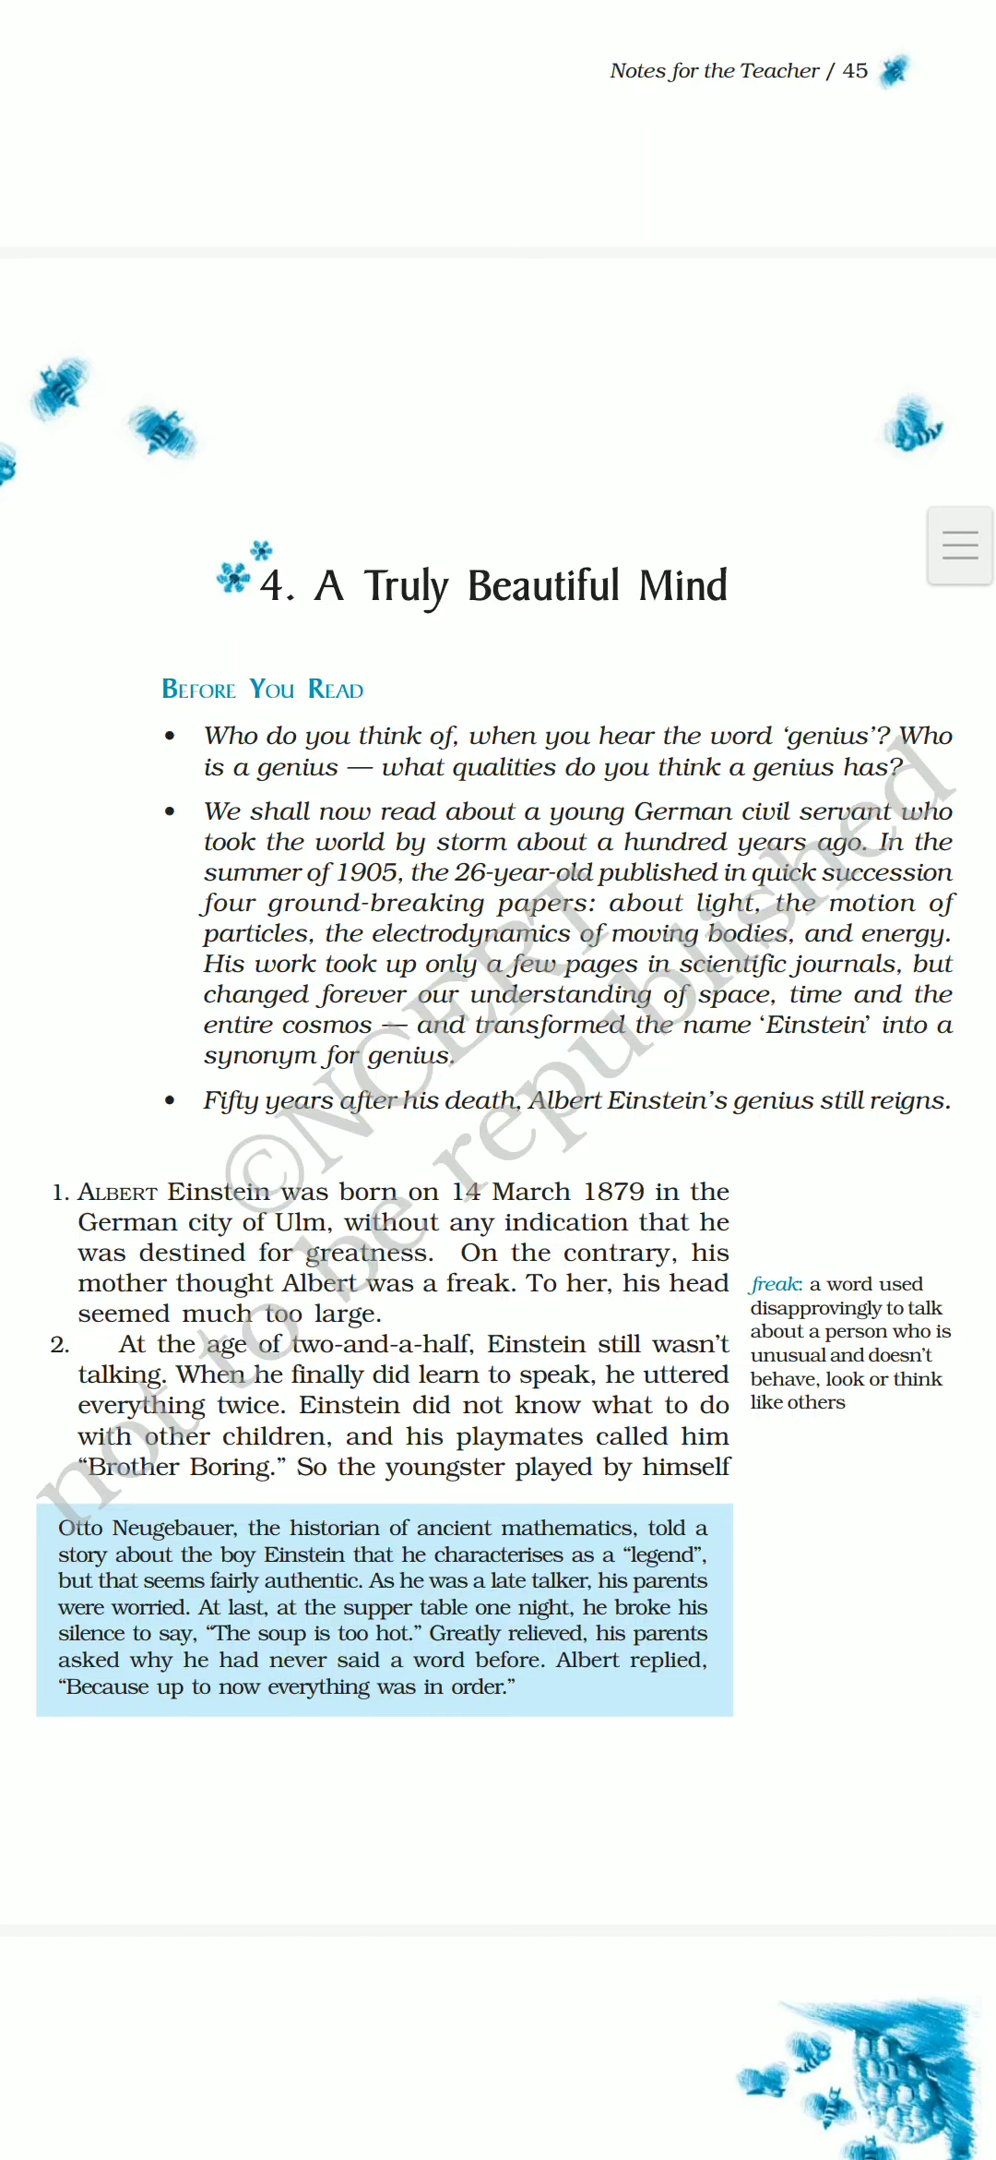 Notes for the Teacher / 45
4. A Truly Beautiful Mind
BEFORE YOU READ
• Who do you think of, when you hear the word ‘genius’? Who
is a genius — what qualities do you think a genius has?
• We shall now read about a young German civil servant who
took the world by storm about a hundred years ago. In the
summer of 1905, the 26-year-old published in quick succession
four ground-breaking papers: about light, the motion of
particles, the electrodynamics of moving bodies, and energy.
His work took up only a few pages in scientific journals, but
changed forever our understanding of space, time and the
entire cosmos — and transformed the name ‘Einstein’ into a
synonym for genius.
• Fifty years after his death, Albert Einstein’s genius still reigns.
1. ALBERT Einstein was born on 14 March 1879 in the
German city of Ulm, without any indication that he
was destined for greatness. On the contrary, his
mother thought Albert was a freak. To her, his head
seemed much too large.
2. At the age of two-and-a-half, Einstein still wasn’t
talking. When he finally did learn to speak, he uttered
everything twice. Einstein did not know what to do
with other children, and his playmates called him
“Brother Boring.” So the youngster played by himself
freak: a word used
disapprovingly to talk
about a person who is
unusual and doesn’t
behave, look or think
like others
Otto Neugebauer, the historian of ancient mathematics, told a
story about the boy Einstein that he characterises as a “legend”,
but that seems fairly authentic. As he was a late talker, his parents
were worried. At last, at the supper table one night, he broke his
silence to say, “The soup is too hot.” Greatly relieved, his parents
asked why he had never said a word before. Albert replied,
“Because up to now everything was in order.”
©NCERT
not to be republished